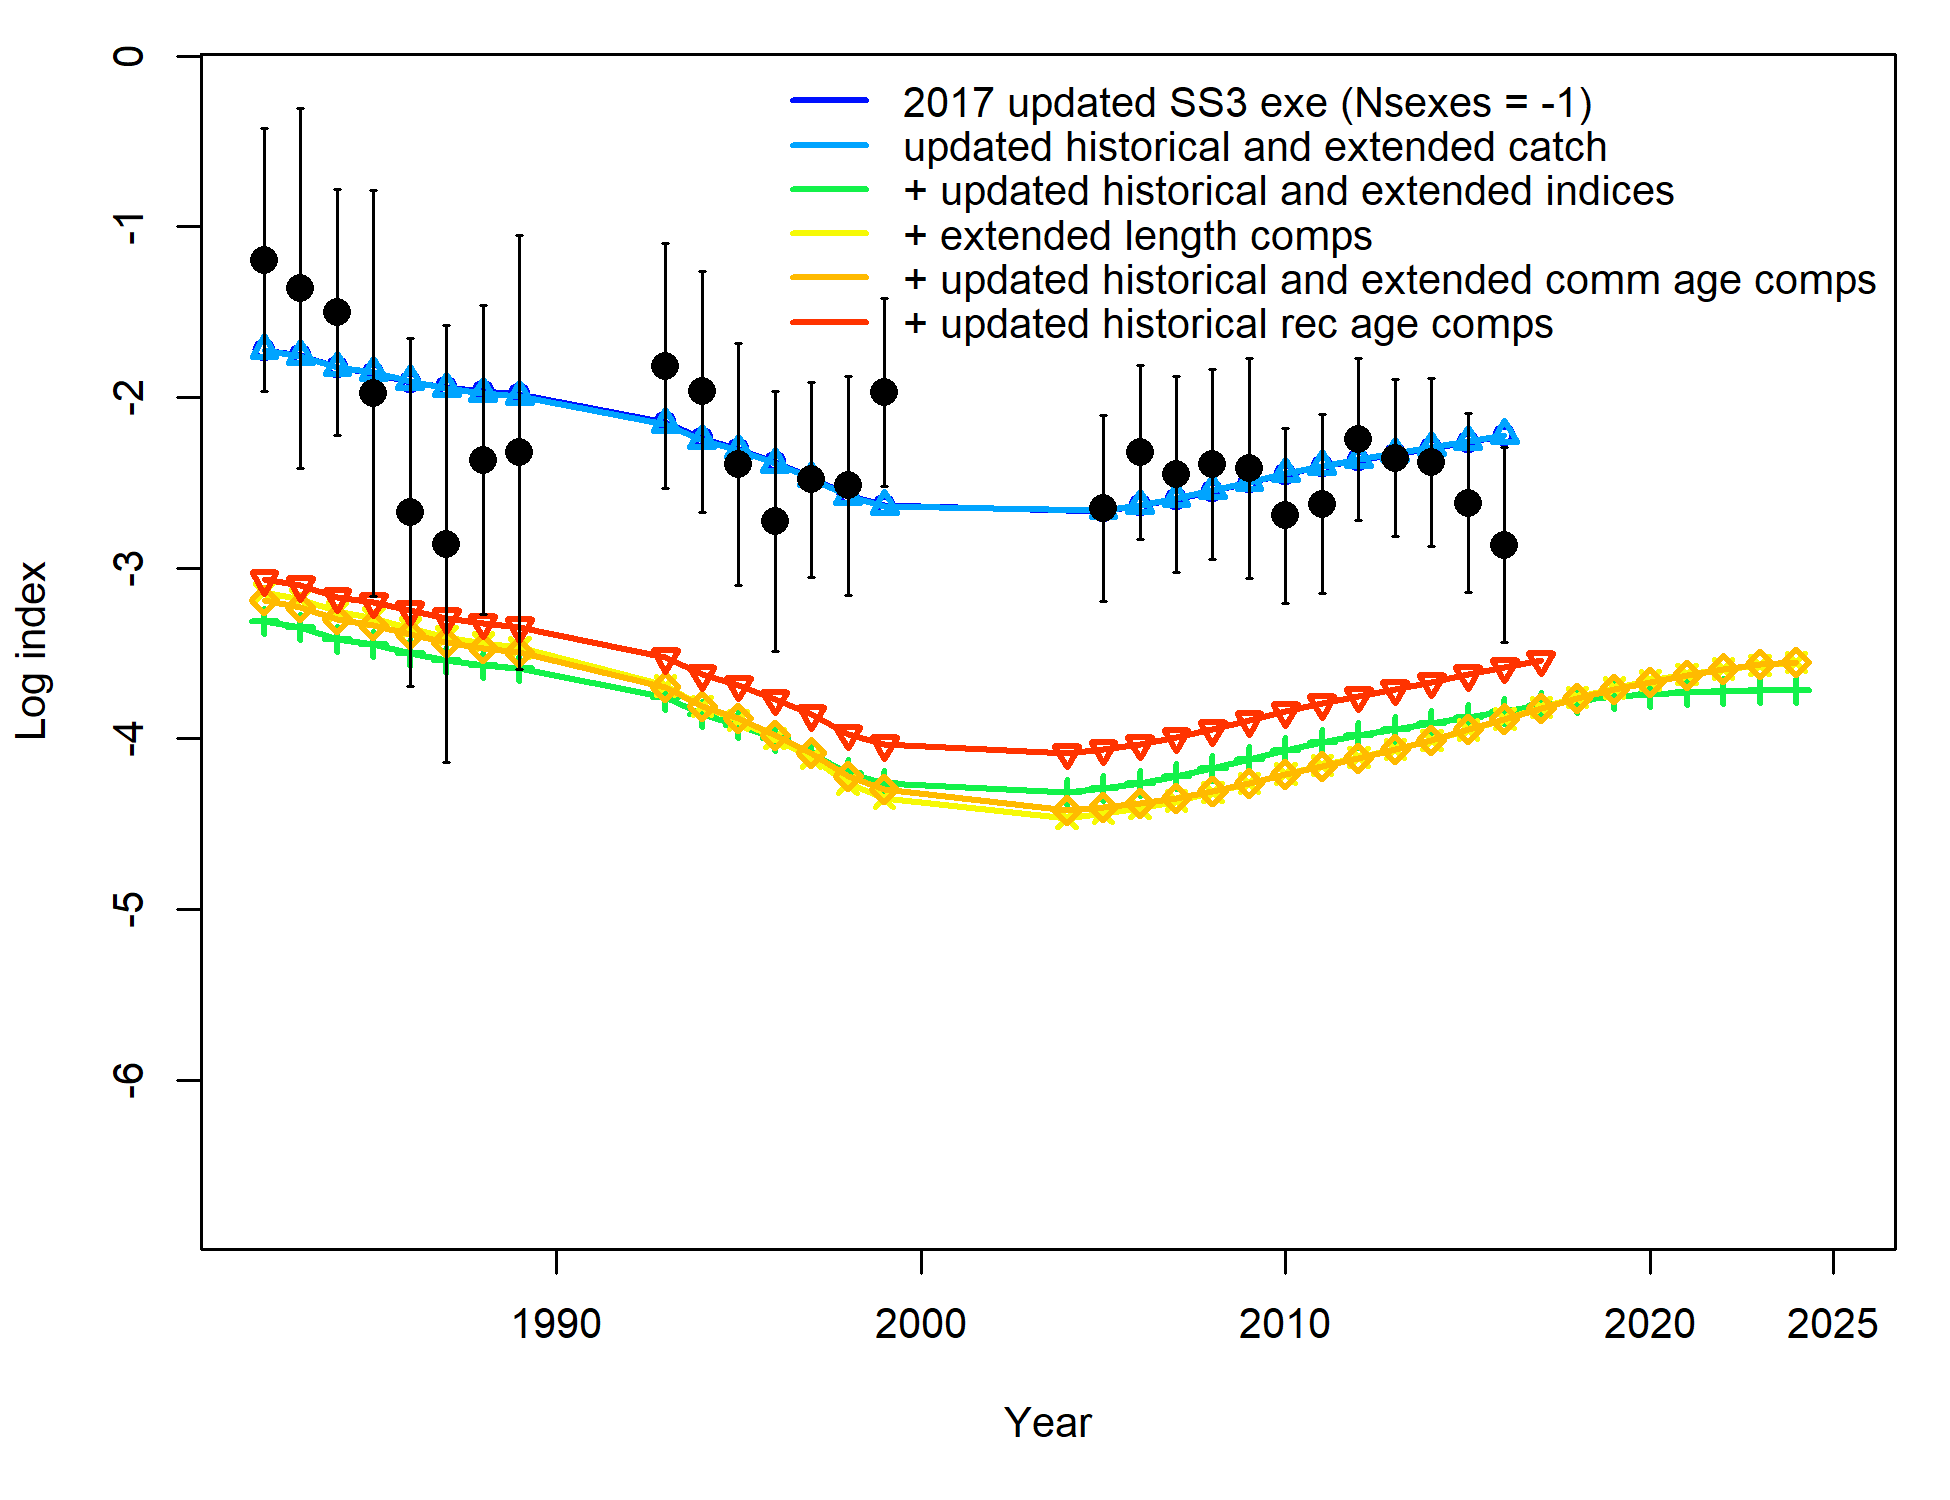 2017 updated SS3 exe (Nsexes = -1)
updated historical and extended catch
+ updated historical and extended indices
+ extended length comps
+ updated historical and extended comm age comps
+ updated historical rec age comps
Log index
0
-1
-2
-3
-4
-5
-6
1990
2000
2010
2020
2025
Year